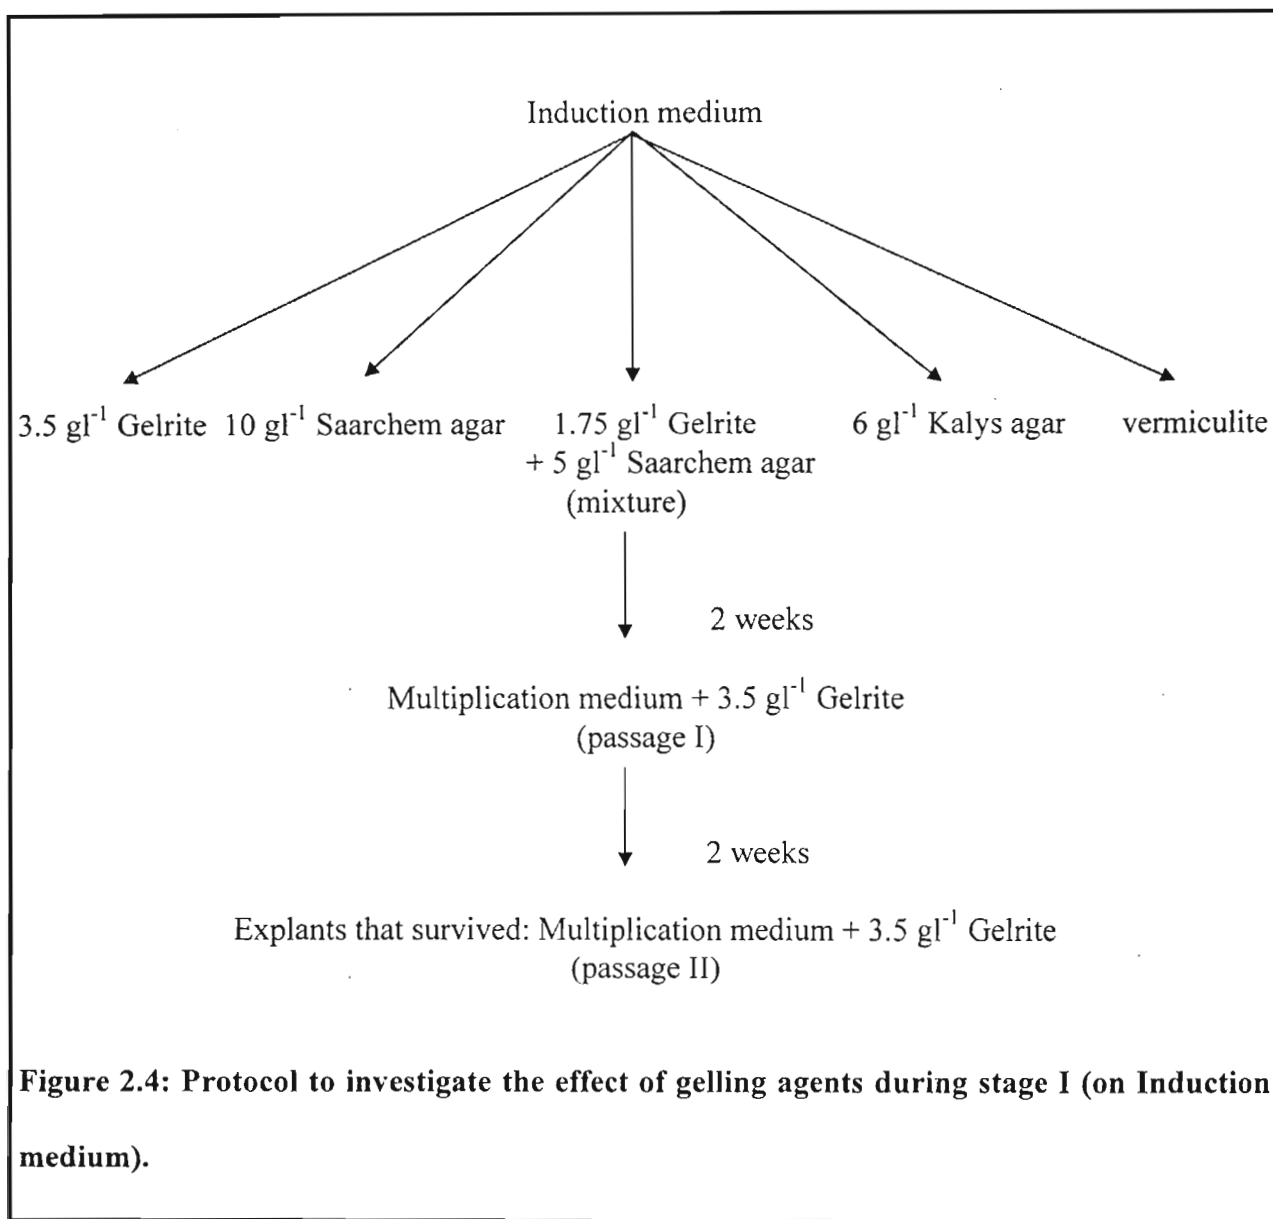 Induction medium
3.5 gl⁻¹ Gelrite 10 gl⁻¹ Saarchem agar 1.75 gl⁻¹ Gelrite 6 gl⁻¹ Kalys agar vermiculite
+ 5 gl⁻¹ Saarchem agar
(mixture)
2 weeks
Multiplication medium + 3.5 gl⁻¹ Gelrite
(passage I)
2 weeks
Explants that survived: Multiplication medium + 3.5 gl⁻¹ Gelrite
(passage II)
Figure 2.4: Protocol to investigate the effect of gelling agents during stage I (on Induction
medium).